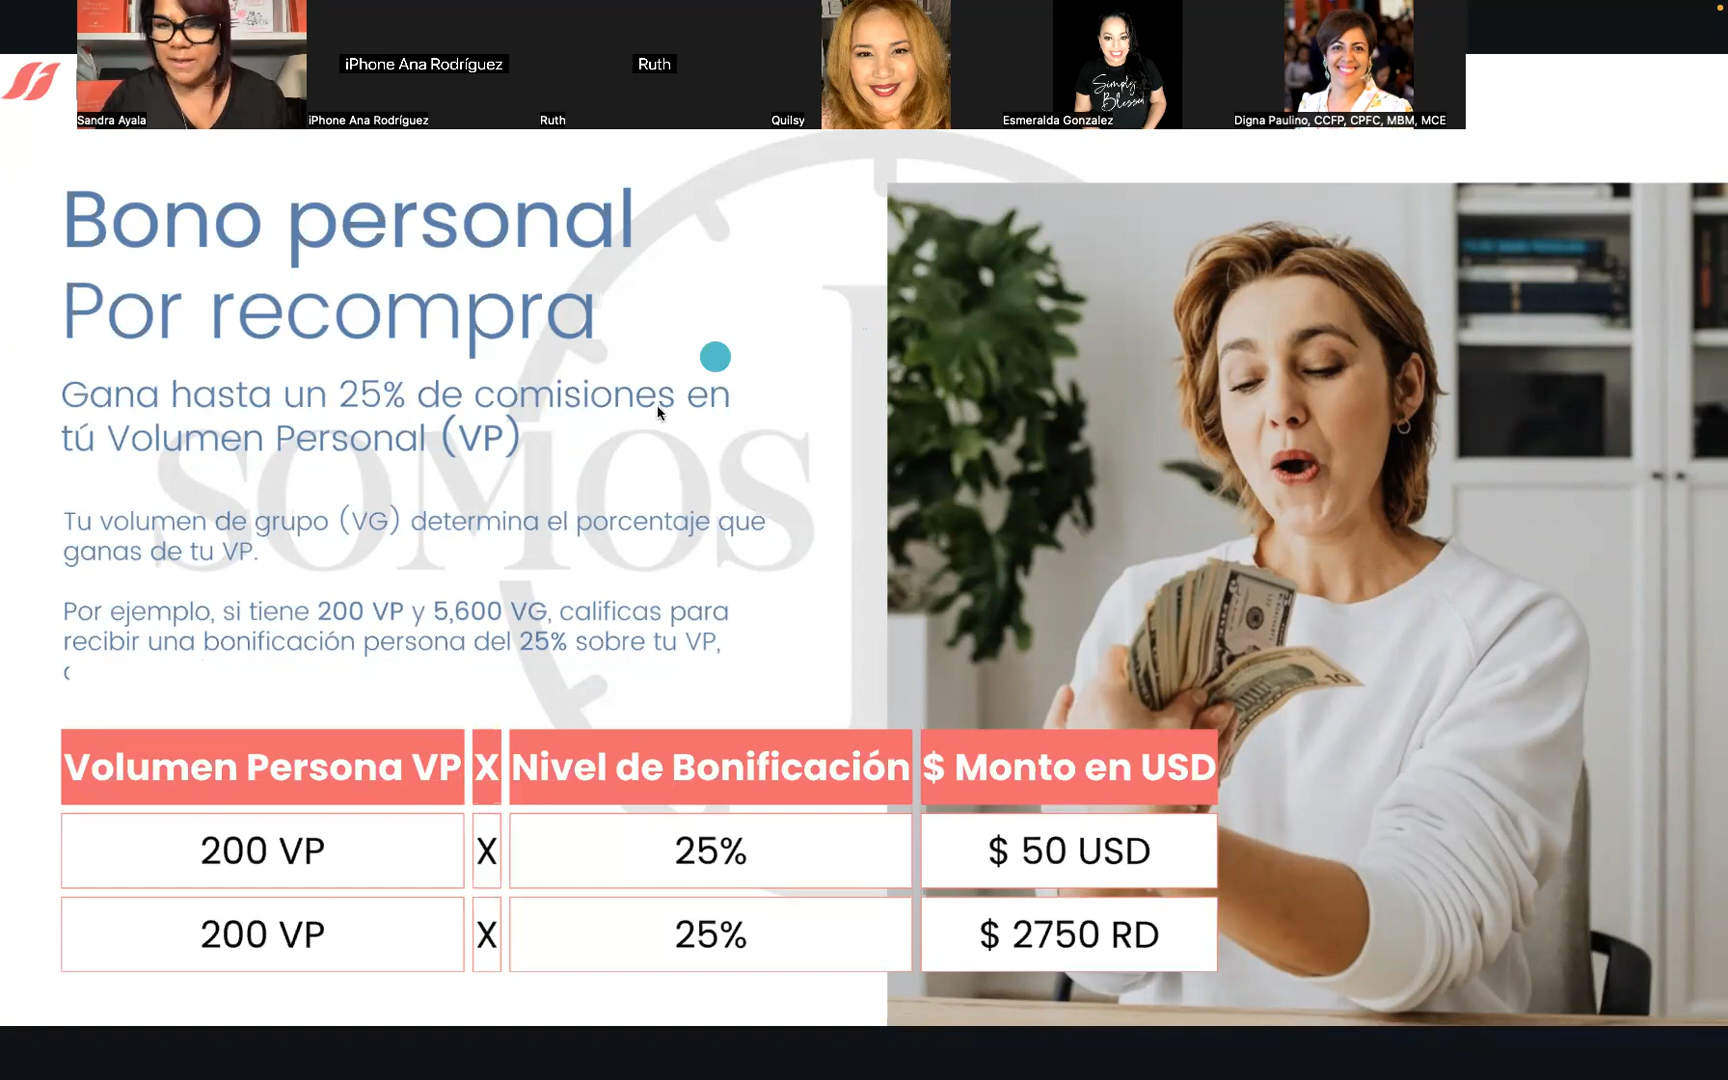 iPhone Ana Rodríguez
Ruth
Simply
Blessed
Sandra Ayala
iPhone Ana Rodríguez
Ruth
Quilsy
Esmeralda Gonzalez
Digna Paulino, CCFP, CPFC, MBM, MCE
Bono personal
Por recompra
Gana hasta un 25% de comisiones en
tú Volumen Personal (VP)
SOMOS
Tu volumen de grupo (VG) determina el porcentaje que
ganas de tu VP.
Por ejemplo, si tiene 200 VP y 5,600 VG, calificas para
recibir una bonificación persona del 25% sobre tu VP,
Volumen Persona VP X Nivel de Bonificación $ Monto en USD
200 VP X 25% $ 50 USD
200 VP X 25% $ 2750 RD
10